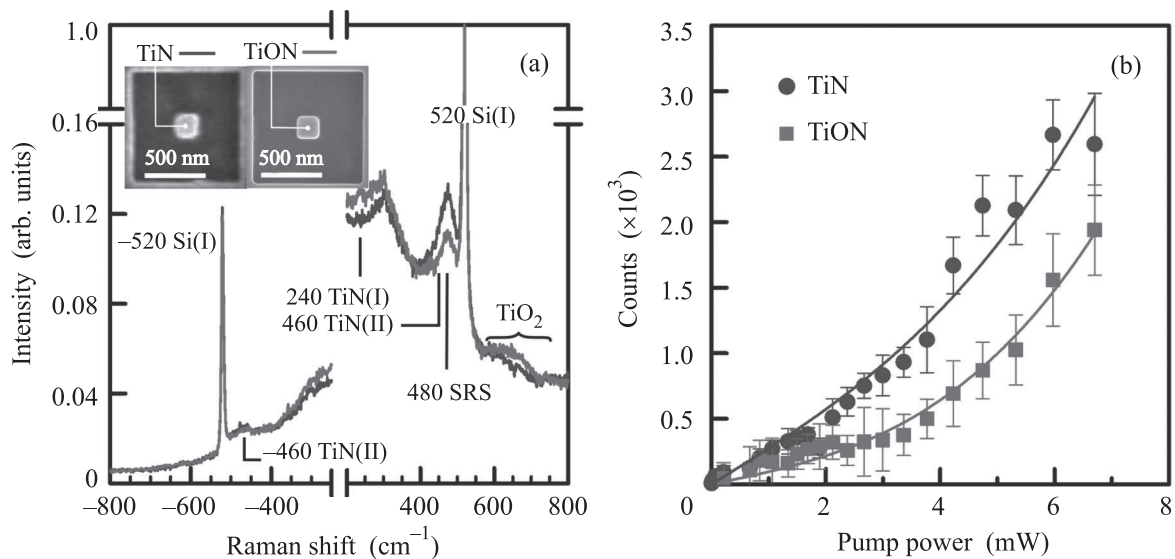 1.0
TiN
TiON
(a)
520 Si(I)
0.16
500 nm
500 nm
0.12
–520 Si(I)
240 TiN(I)
460 TiN(II)
TiO2
0.08
480 SRS
0.04
–460 TiN(II)
0
–800
–600
–400
400
600
800
Intensity (arb. units)
Raman shift (cm–1)
3.5
(b)
TiN
TiON
3.0
2.5
2.0
1.5
1.0
0.5
0
2
4
6
8
Counts (×103)
Pump power (mW)